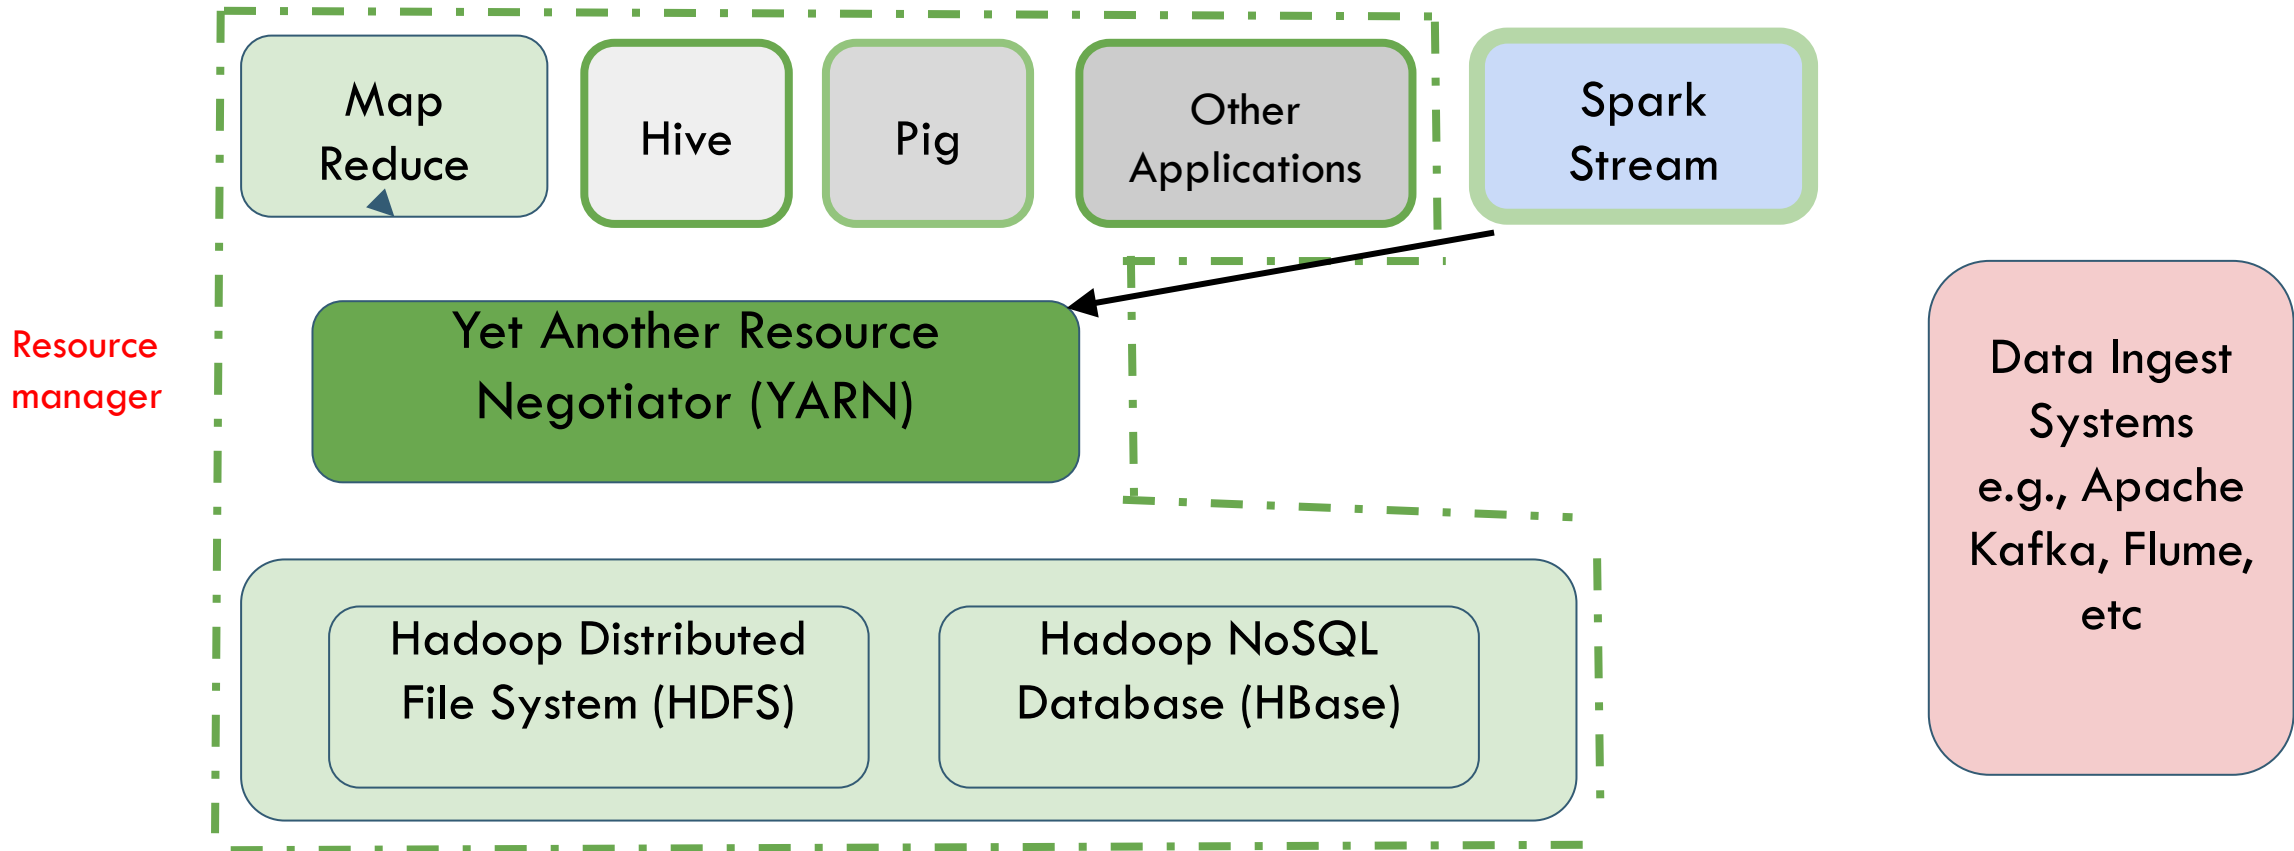 Map
Reduce
Hive
Pig
Other
Applications
Spark
Stream
Resource
manager
Yet Another Resource
Negotiator (YARN)
Data Ingest
Systems
e.g., Apache
Kafka, Flume,
etc
Hadoop Distributed
File System (HDFS)
Hadoop NoSQL
Database (HBase)